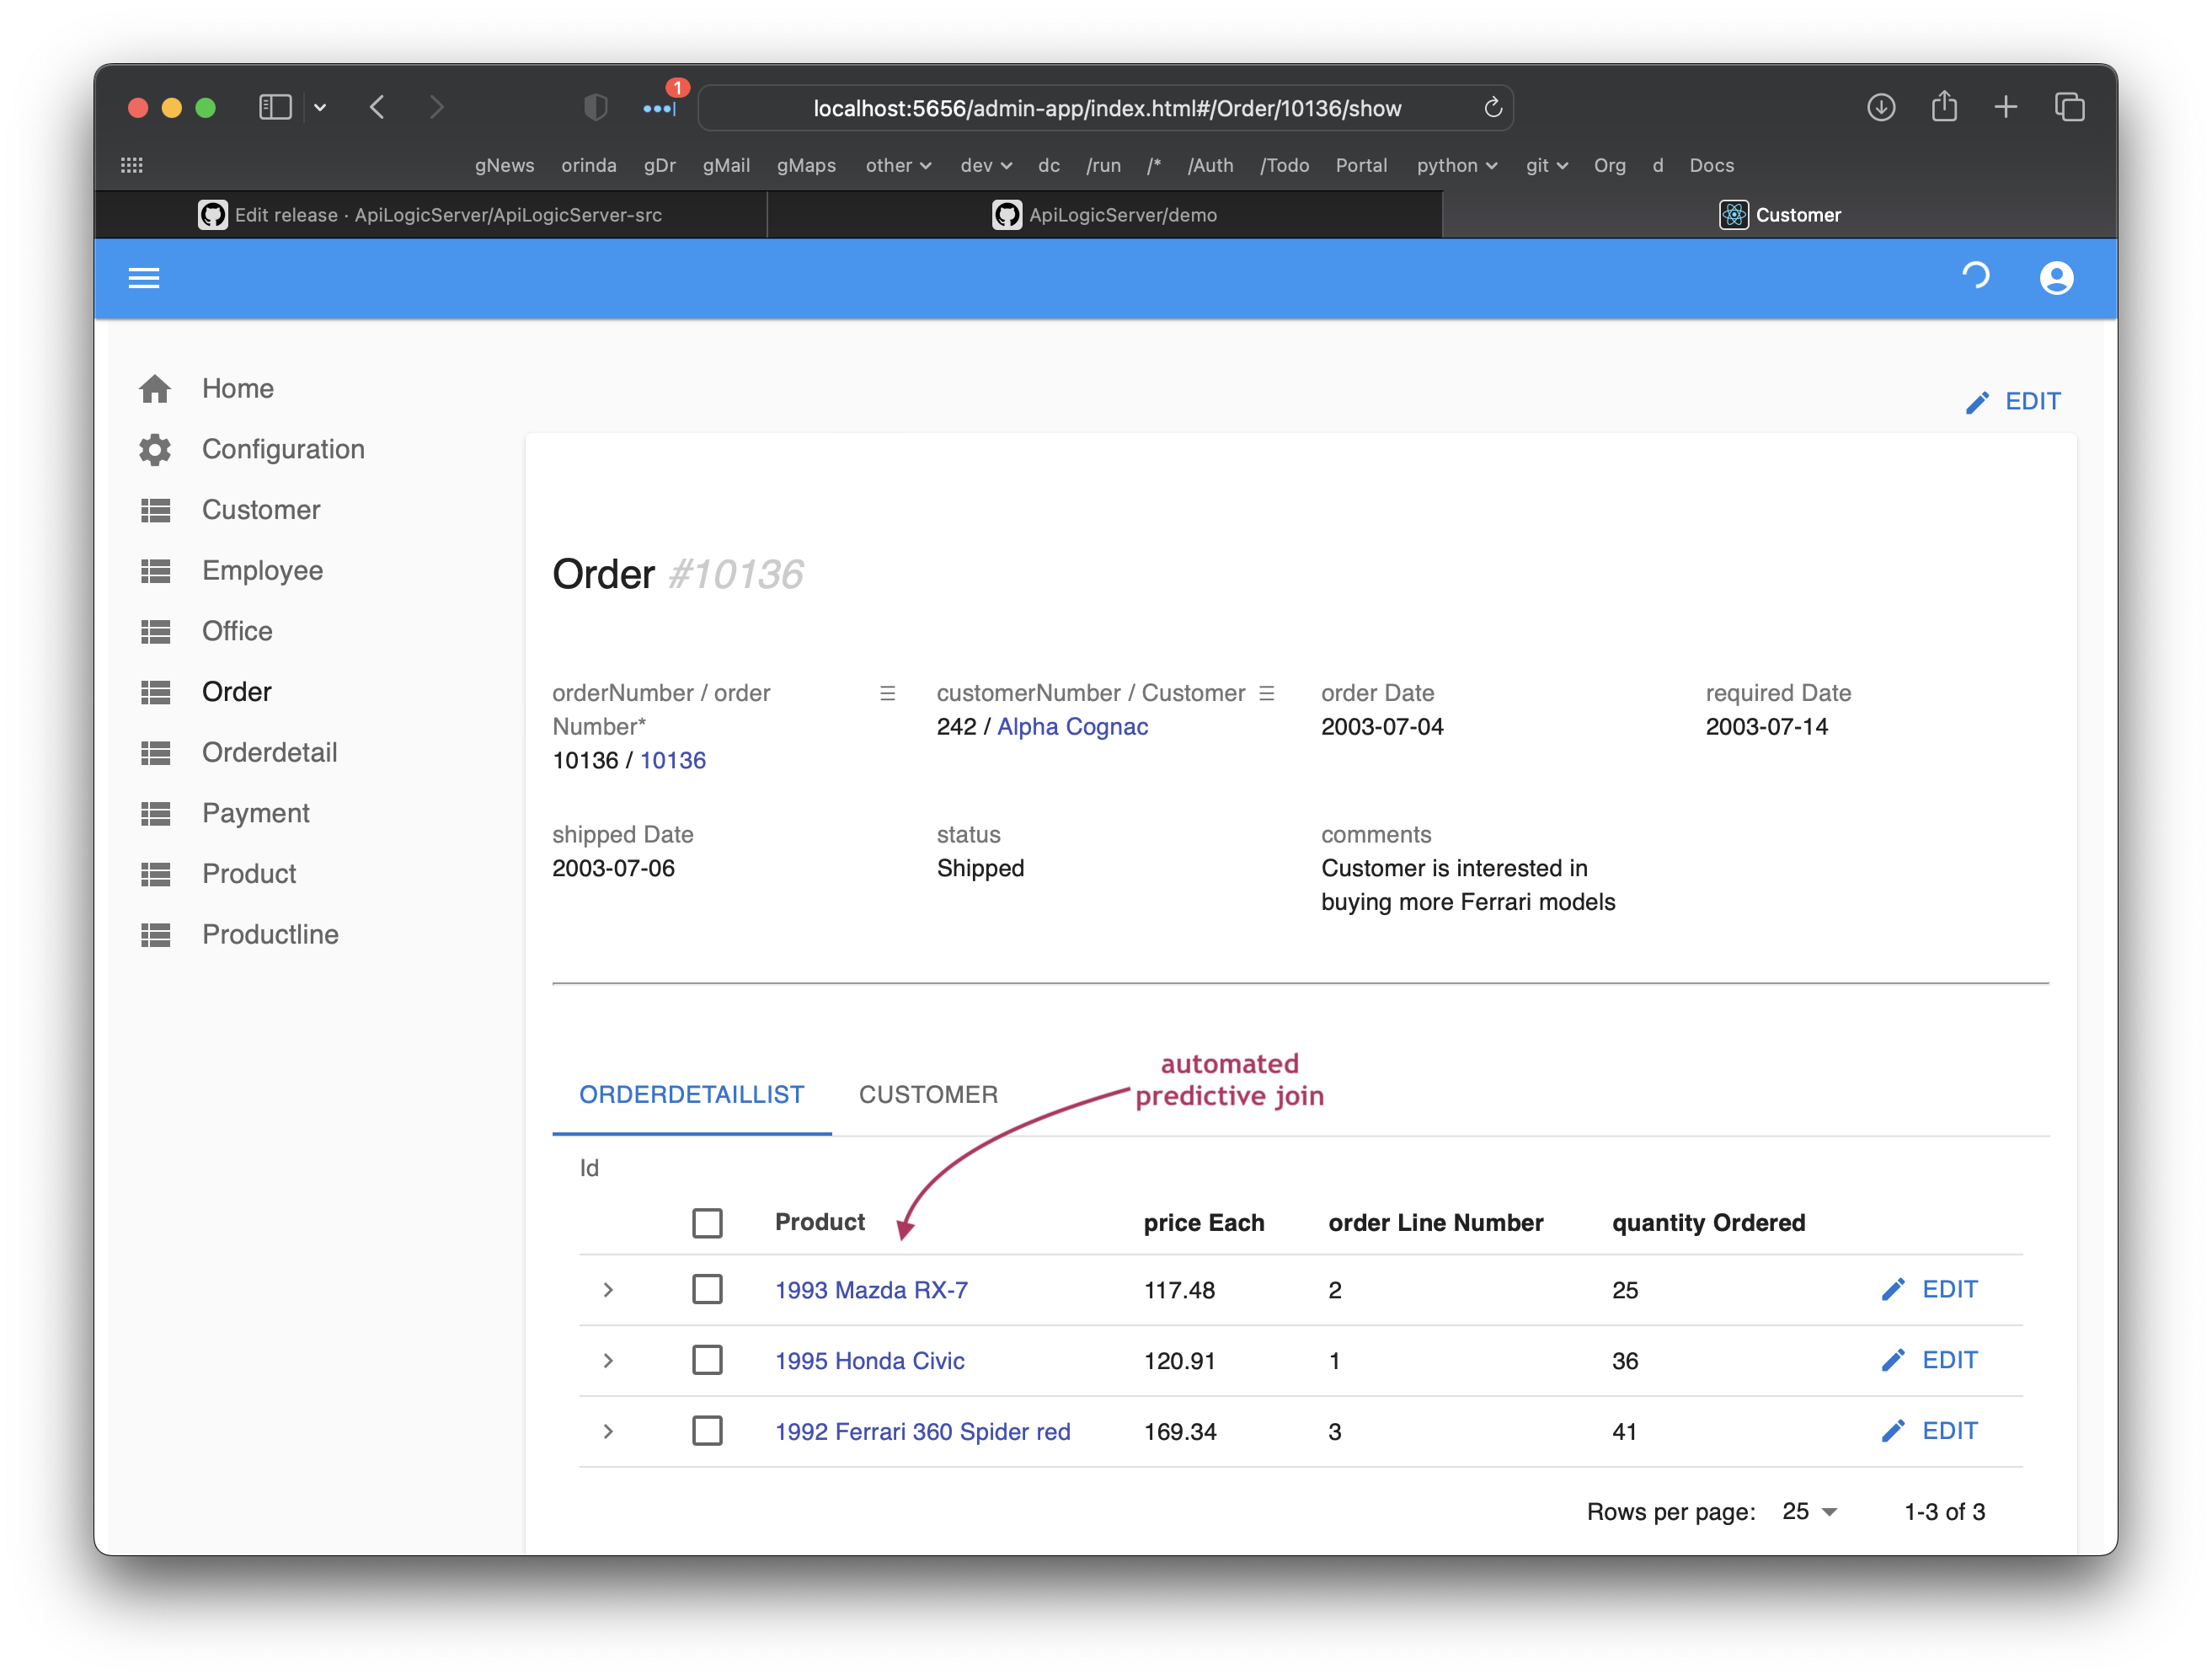 1
localhost:5656/admin-app/index.html#/Order/10136/show
gNews orinda gDr gMail gMaps other dev dc /run /* /Auth /Todo Portal python git Org d Docs
Edit release · ApiLogicServer/ApiLogicServer-src
ApiLogicServer/demo
Customer
Home
Configuration
Customer
Employee
Office
Order
Orderdetail
Payment
Product
Productline
EDIT
Order #10136
orderNumber / order
Number*
10136 / 10136
customerNumber / Customer
242 / Alpha Cognac
order Date
2003-07-04
required Date
2003-07-14
shipped Date
2003-07-06
status
Shipped
comments
Customer is interested in
buying more Ferrari models
automated
predictive join
ORDERDETAILLIST CUSTOMER
Id
Product price Each order Line Number quantity Ordered
1993 Mazda RX-7 117.48 2 25 EDIT
1995 Honda Civic 120.91 1 36 EDIT
1992 Ferrari 360 Spider red 169.34 3 41 EDIT
Rows per page: 25 1-3 of 3